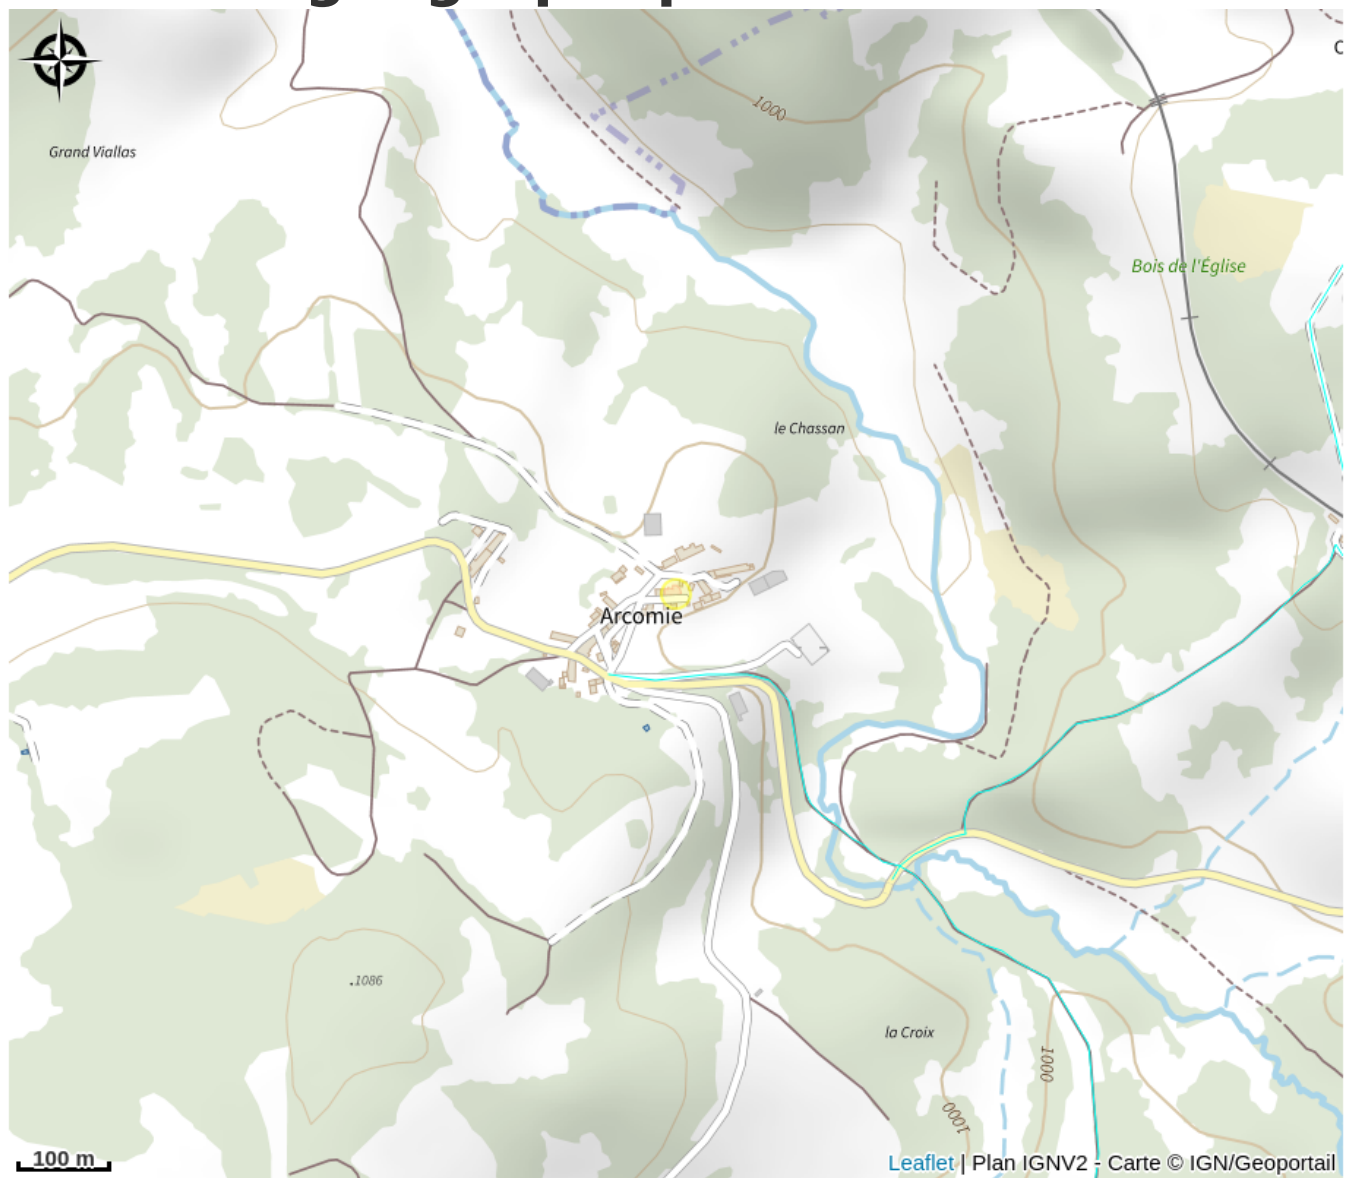 1000
Grand Viallas
Bois de l'Église
le Chassan
Arcomie
.1086
la Croix
1000
1000
100 m
Leaflet | Plan IGNV2 - Carte © IGN/Geoportail